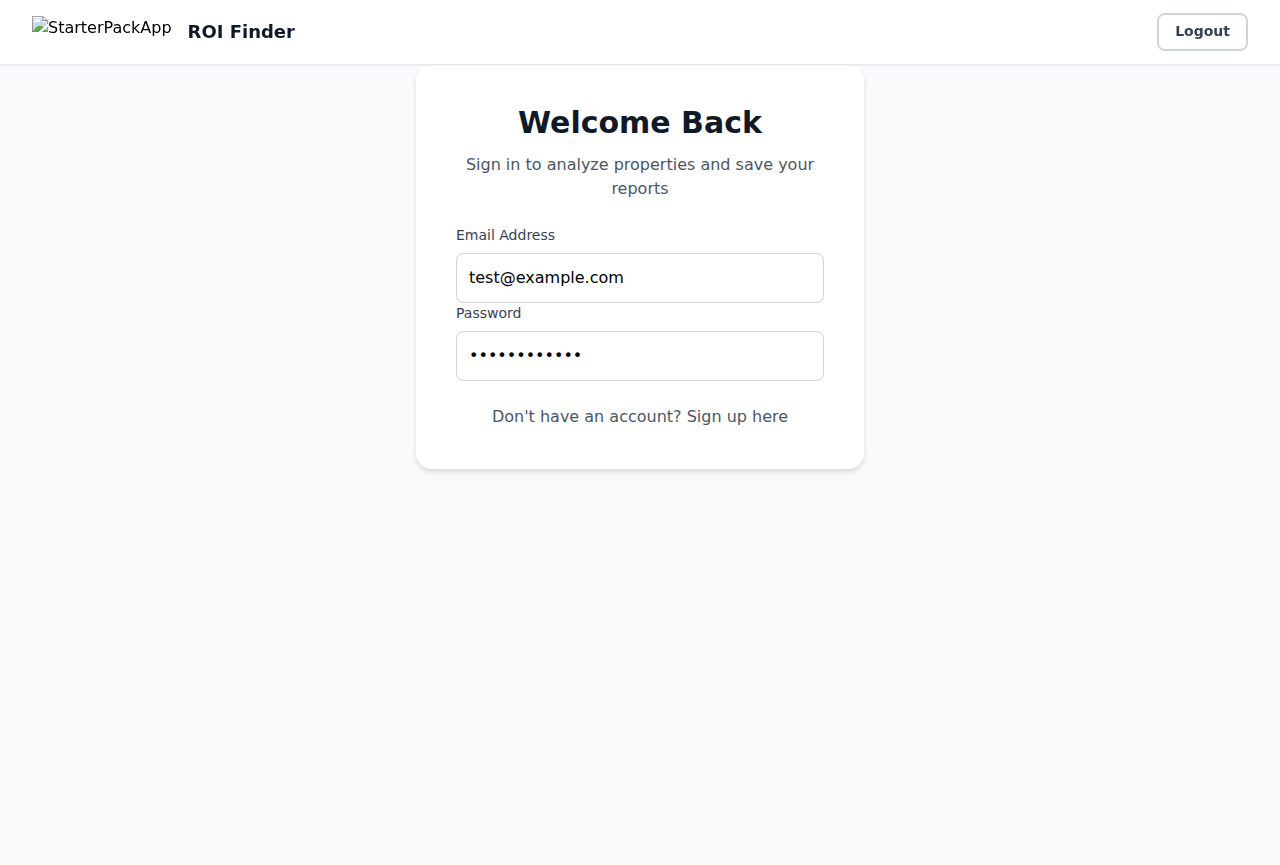 StarterPackApp ROI Finder Logout
Welcome Back
Sign in to analyze properties and save your
reports
Email Address
test@example.com
Password
••••••••••••
Don't have an account? Sign up here